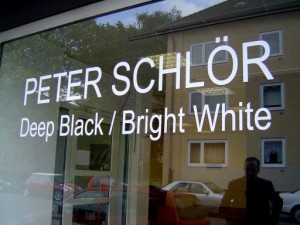 PETER SCHLÖR
Deep Black / Bright White